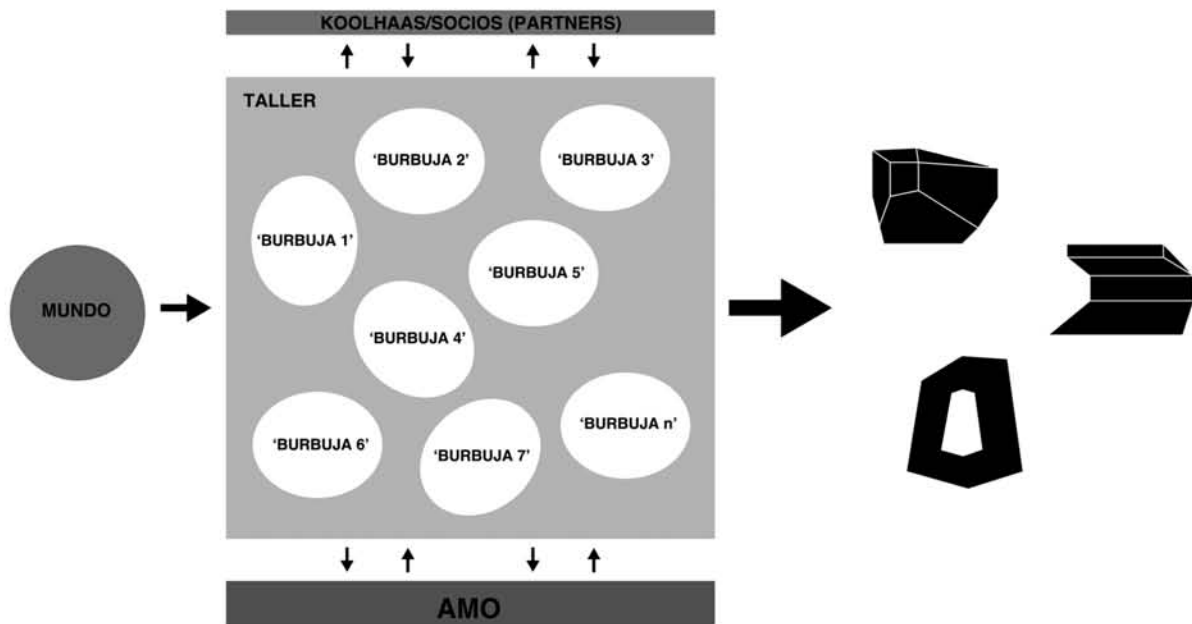 KOOLHAAS/SOCIOS (PARTNERS)
TALLER
‘BURBUJA 2’
‘BURBUJA 3’
‘BURBUJA 1’
‘BURBUJA 5’
MUNDO
‘BURBUJA 4’
‘BURBUJA n’
‘BURBUJA 6’
‘BURBUJA 7’
AMO